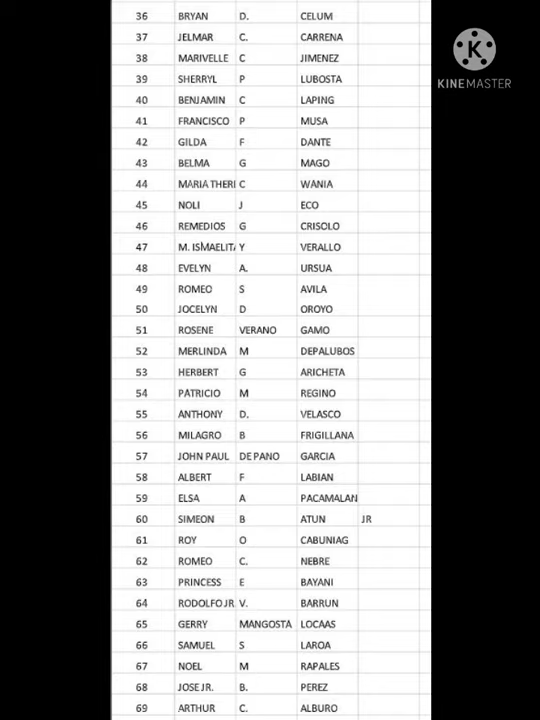 36 BRYAN D. CELUM
37 JELMAR C. CARRENA
38 MARIVELLE C JIMENEZ
39 SHERRYL P LUBOSTA
40 BENJAMIN C LAPING
41 FRANCISCO P MUSA
42 GILDA F DANTE
43 BELMA G MAGO
44 MARIA THERI C WANIA
45 NOLI J ECO
46 REMEDIOS G CRISOLO
47 M. ISMAELITA Y VERALLO
48 EVELYN A. URSUA
49 ROMEO S AVILA
50 JOCELYN D OROYO
51 ROSENE VERANO GAMO
52 MERLINDA M DEPALUBOS
53 HERBERT G ARICHETA
54 PATRICIO M REGINO
55 ANTHONY D. VELASCO
56 MILAGRO B FRIGILLANA
57 JOHN PAUL DE PANO GARCIA
58 ALBERT F LABIAN
59 ELSA A PACAMALAN
60 SIMEON B ATUN JR
61 ROY O CABUNIAG
62 ROMEO C. NEBRE
63 PRINCESS E BAYANI
64 RODOLFO JR. V. BARRUN
65 GERRY MANGOSTA LOCAAS
66 SAMUEL S LAROA
67 NOEL M RAPALES
68 JOSE JR. B. PEREZ
69 ARTHUR C. ALBURO
KINEMASTER